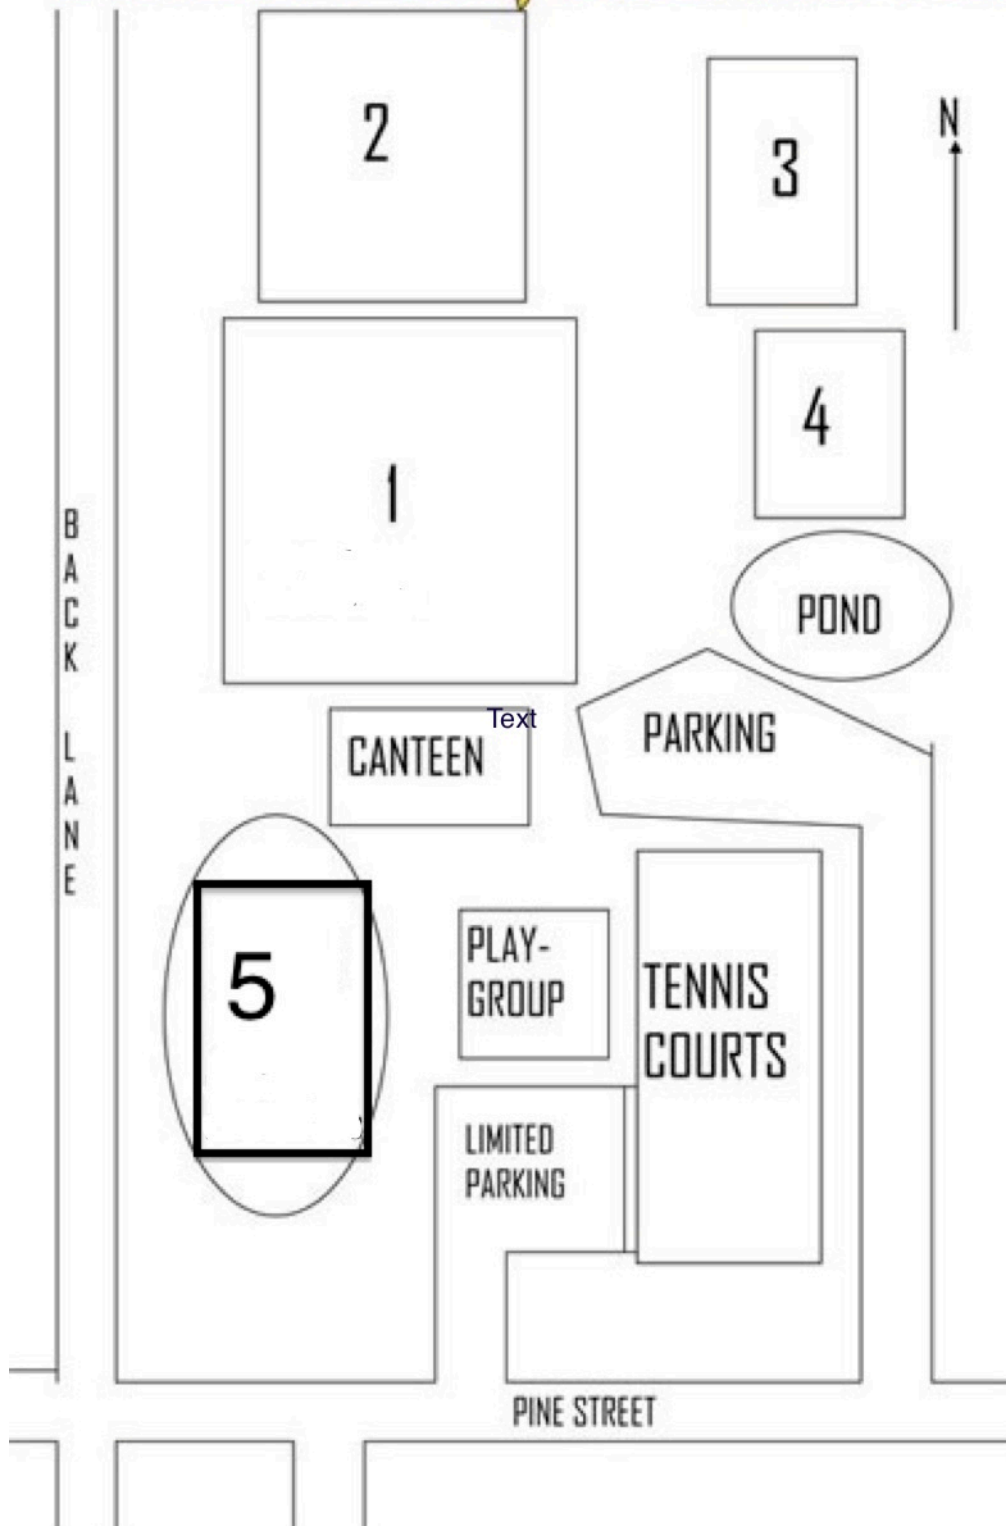 2
3
N
4
1
BACK LANE
POND
Text
PARKING
CANTEEN
5
PLAY-
GROUP
TENNIS
COURTS
LIMITED
PARKING
PINE STREET